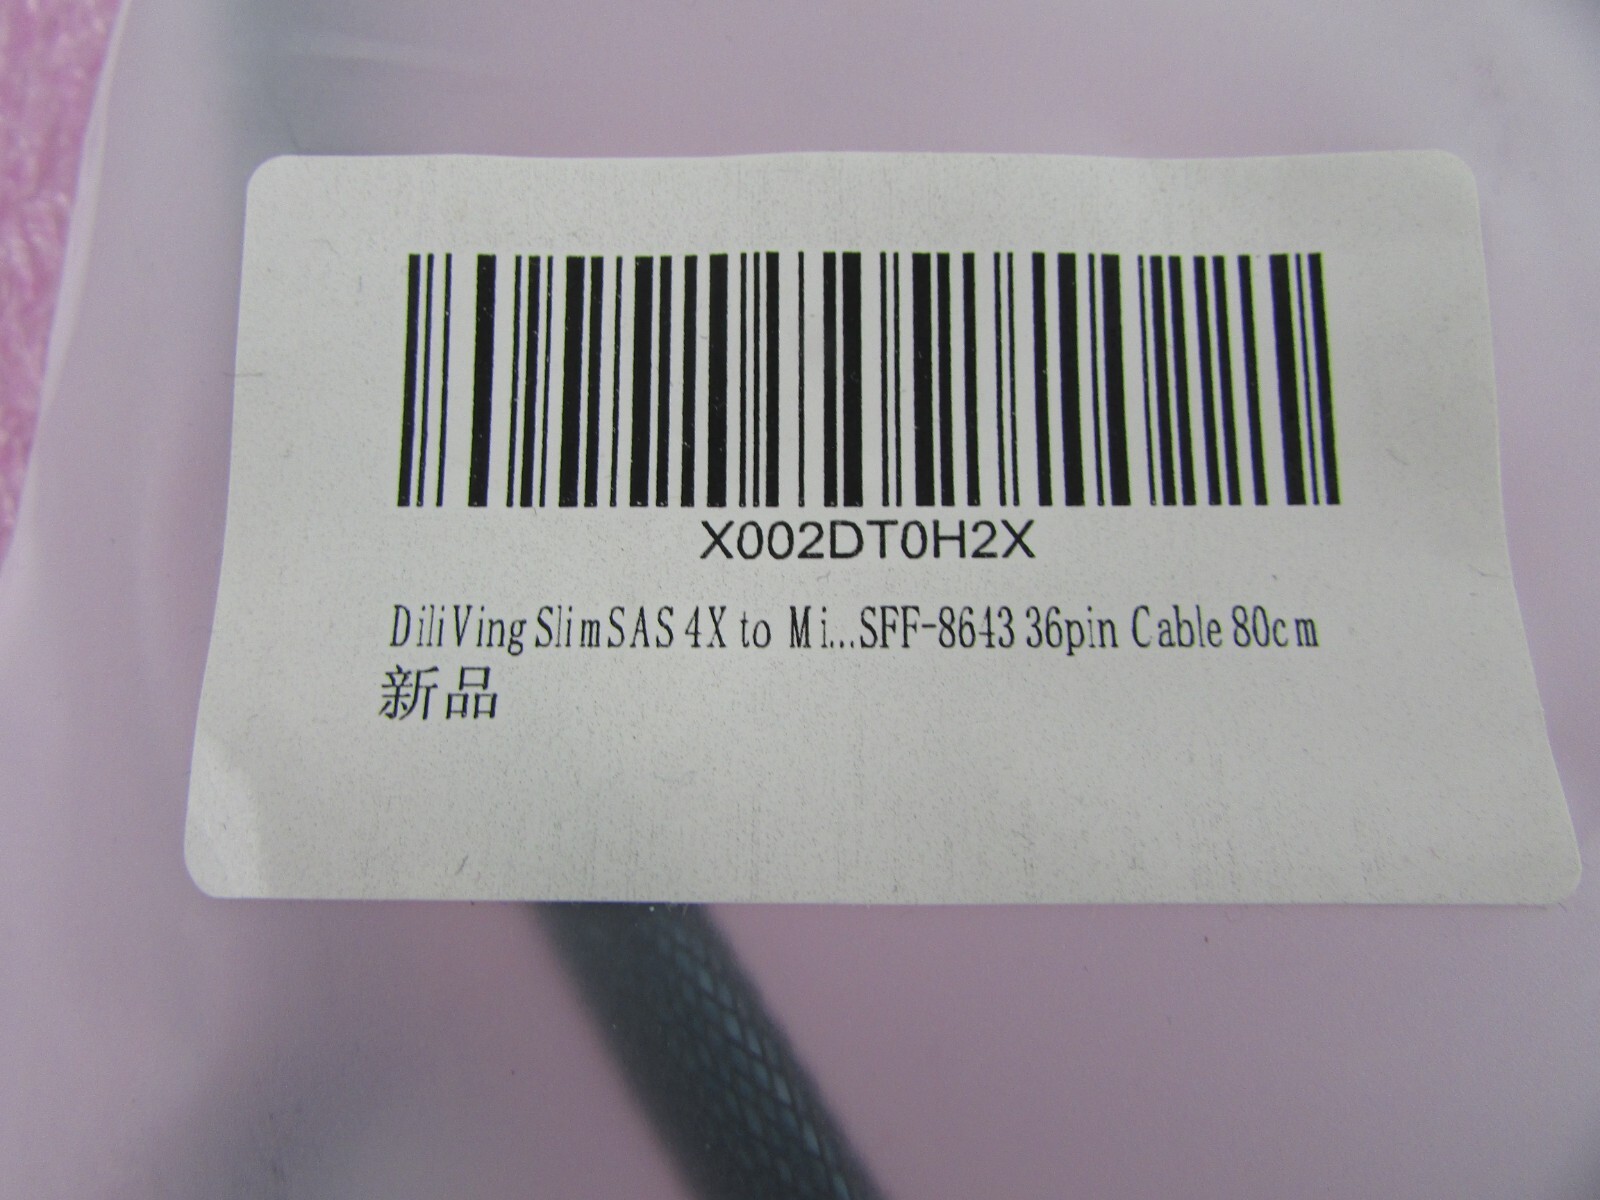 X002DT0H2X
DiliVing SlimSAS 4X to Mi...SFF-8643 36pin Cable 80cm
新品